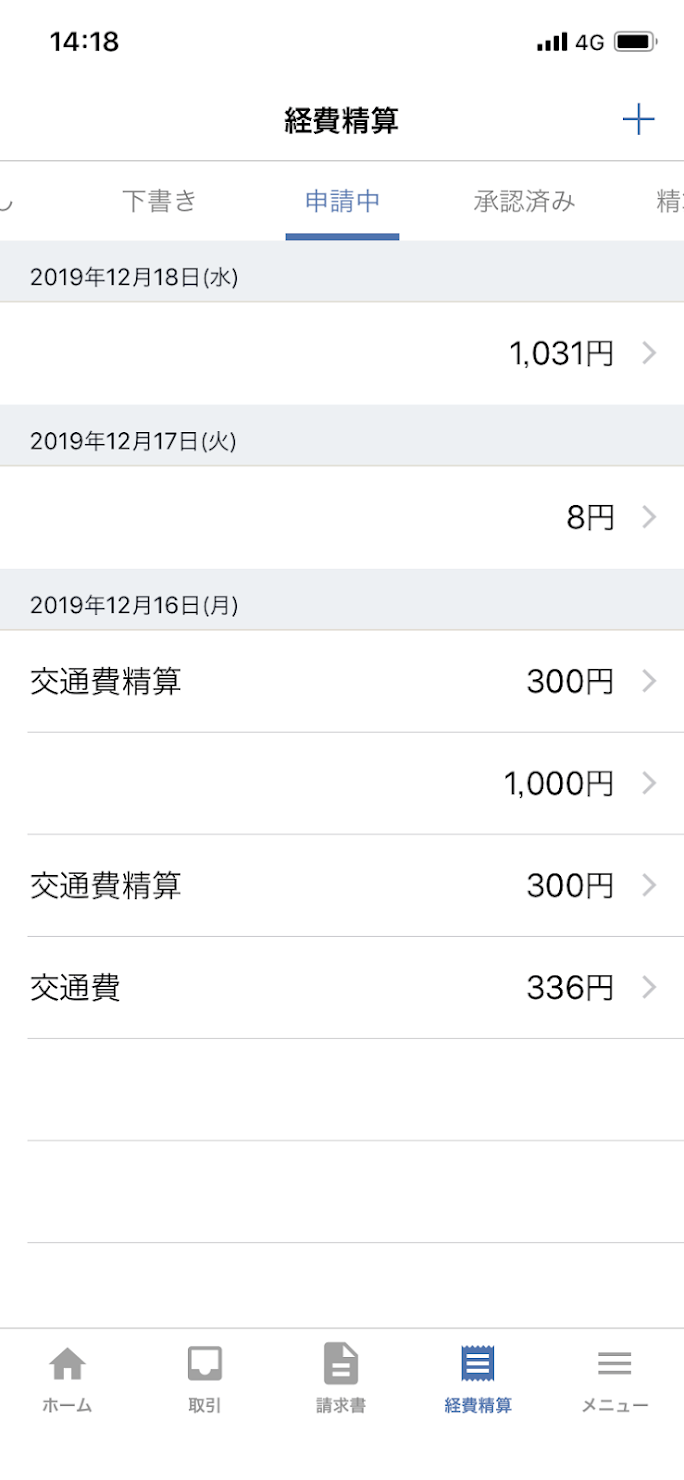 14:18 4G
経費精算
し 下書き 申請中 承認済み
2019年12月18日(水)
1,031円
2019年12月17日(火)
8円
2019年12月16日(月)
交通費精算 300円
1,000円
交通費精算 300円
交通費 336円
ホーム 取引 請求書 経費精算 メニュー